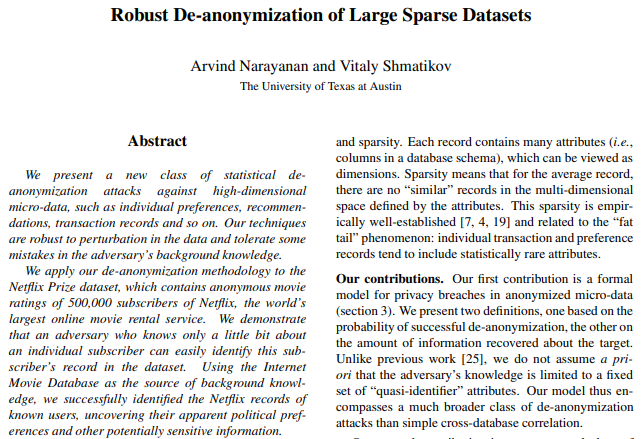 Robust De-anonymization of Large Sparse Datasets
Arvind Narayanan and Vitaly Shmatikov
The University of Texas at Austin
Abstract
We present a new class of statistical de-
anonymization attacks against high-dimensional
micro-data, such as individual preferences, recommen-
dations, transaction records and so on. Our techniques
are robust to perturbation in the data and tolerate some
mistakes in the adversary's background knowledge.
We apply our de-anonymization methodology to the
Netflix Prize dataset, which contains anonymous movie
ratings of 500,000 subscribers of Netflix, the world's
largest online movie rental service. We demonstrate
that an adversary who knows only a little bit about
an individual subscriber can easily identify this sub-
scriber's record in the dataset. Using the Internet
Movie Database as the source of background knowl-
edge, we successfully identified the Netflix records of
known users, uncovering their apparent political pref-
erences and other potentially sensitive information.
and sparsity. Each record contains many attributes (i.e.,
columns in a database schema), which can be viewed as
dimensions. Sparsity means that for the average record,
there are no “similar” records in the multi-dimensional
space defined by the attributes. This sparsity is empir-
ically well-established [7, 4, 19] and related to the “fat
tail” phenomenon: individual transaction and preference
records tend to include statistically rare attributes.
Our contributions. Our first contribution is a formal
model for privacy breaches in anonymized micro-data
(section 3). We present two definitions, one based on the
probability of successful de-anonymization, the other on
the amount of information recovered about the target.
Unlike previous work [25], we do not assume a pri-
ori that the adversary's knowledge is limited to a fixed
set of “quasi-identifier” attributes. Our model thus en-
compasses a much broader class of de-anonymization
attacks than simple cross-database correlation.